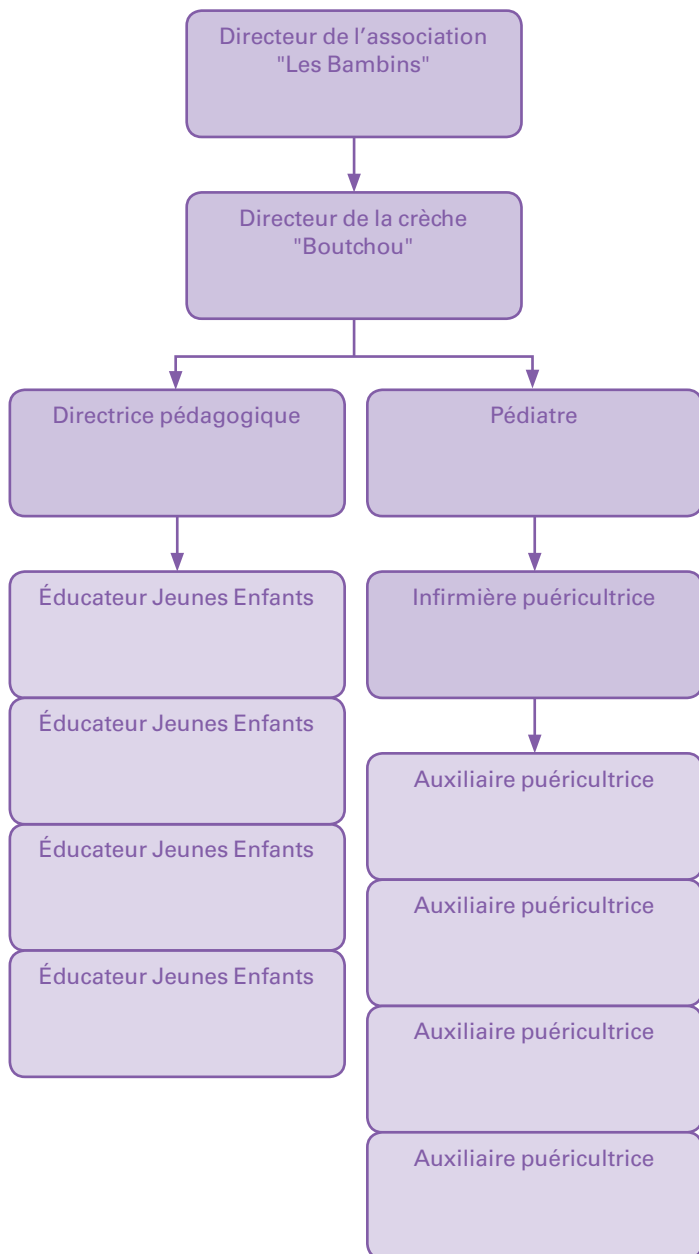 Directeur de l'association
"Les Bambins"
Directeur de la crèche
"Boutchou"
Directrice pédagogique
Pédiatre
Éducateur Jeunes Enfants
Infirmière puéricultrice
Éducateur Jeunes Enfants
Auxiliaire puéricultrice
Éducateur Jeunes Enfants
Auxiliaire puéricultrice
Éducateur Jeunes Enfants
Auxiliaire puéricultrice
Auxiliaire puéricultrice